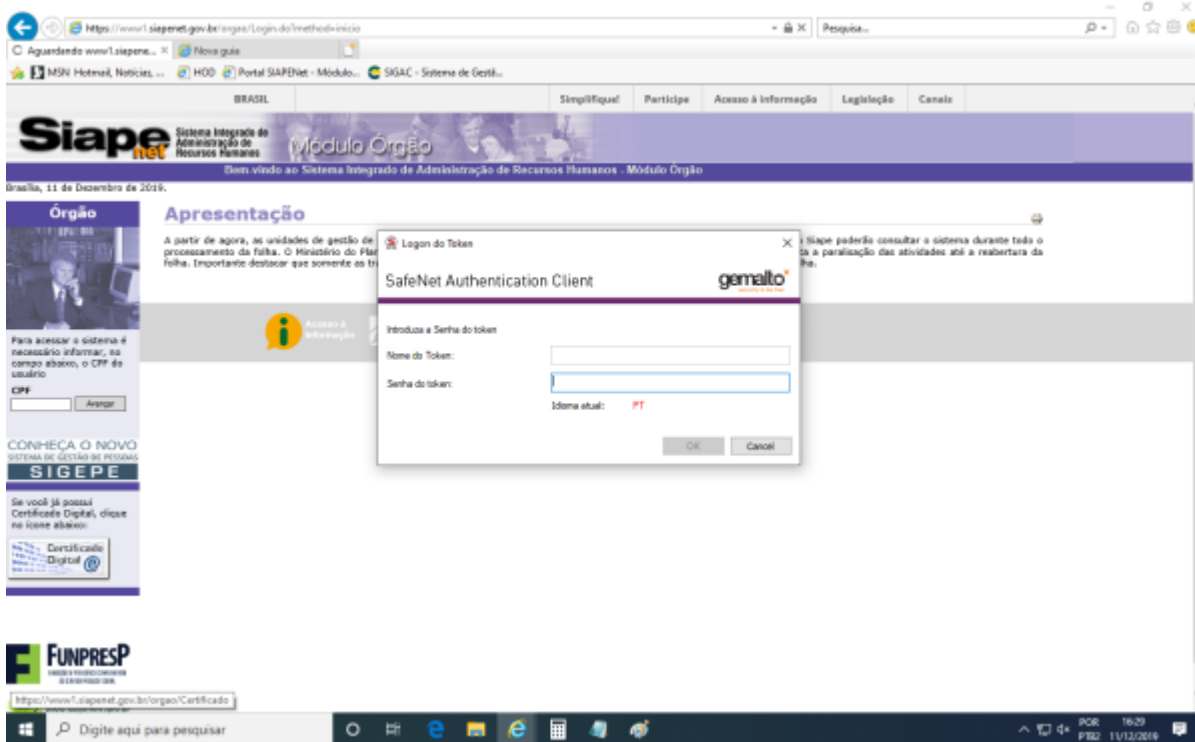 https://www1.siapenet.gov.br/orgao/Login.do?method=inicio
Pesquisa...
Aguardando www1.siapene...
Nova guia
MSN Hotmail, Notícias, ...
HOD
Portal SIAPENet - Módulo...
SIGAC - Sistema de Gestã...
BRASIL
Simplifique!
Participe
Acesso à informação
Legislação
Canais
Siape
net
Sistema Integrado de
Administração de
Recursos Humanos
Módulo Órgão
Bem-vindo ao Sistema Integrado de Administração de Recursos Humanos - Módulo Órgão
Brasília, 11 de Dezembro de 2019.
Órgão
Apresentação
A partir de agora, as unidades de gestão de
Siape poderão consultar o sistema durante todo o
processamento da folha. O Ministério do
a paralisação das atividades até a reabertura da
folha. Importante destacar que somente as
Logon do Token
SafeNet Authentication Client
gemalto
Introduza a Senha do token
Nome do Token:
Senha do token:
Idioma atual:
PT
OK
Cancel
Acesso à
Informação
Para acessar o sistema é
necessário informar, no
campo abaixo, o CPF do
usuário
CPF
Avançar
CONHEÇA O NOVO
SISTEMA DE GESTÃO DE PESSOAS
SIGEPE
Se você já possui
Certificado Digital, clique
no ícone abaixo:
Certificado
Digital
FUNPRESP
https://www1.siapenet.gov.br/orgao/Certificado
Digite aqui para pesquisar
POR
PTB2
16:29
11/12/2019